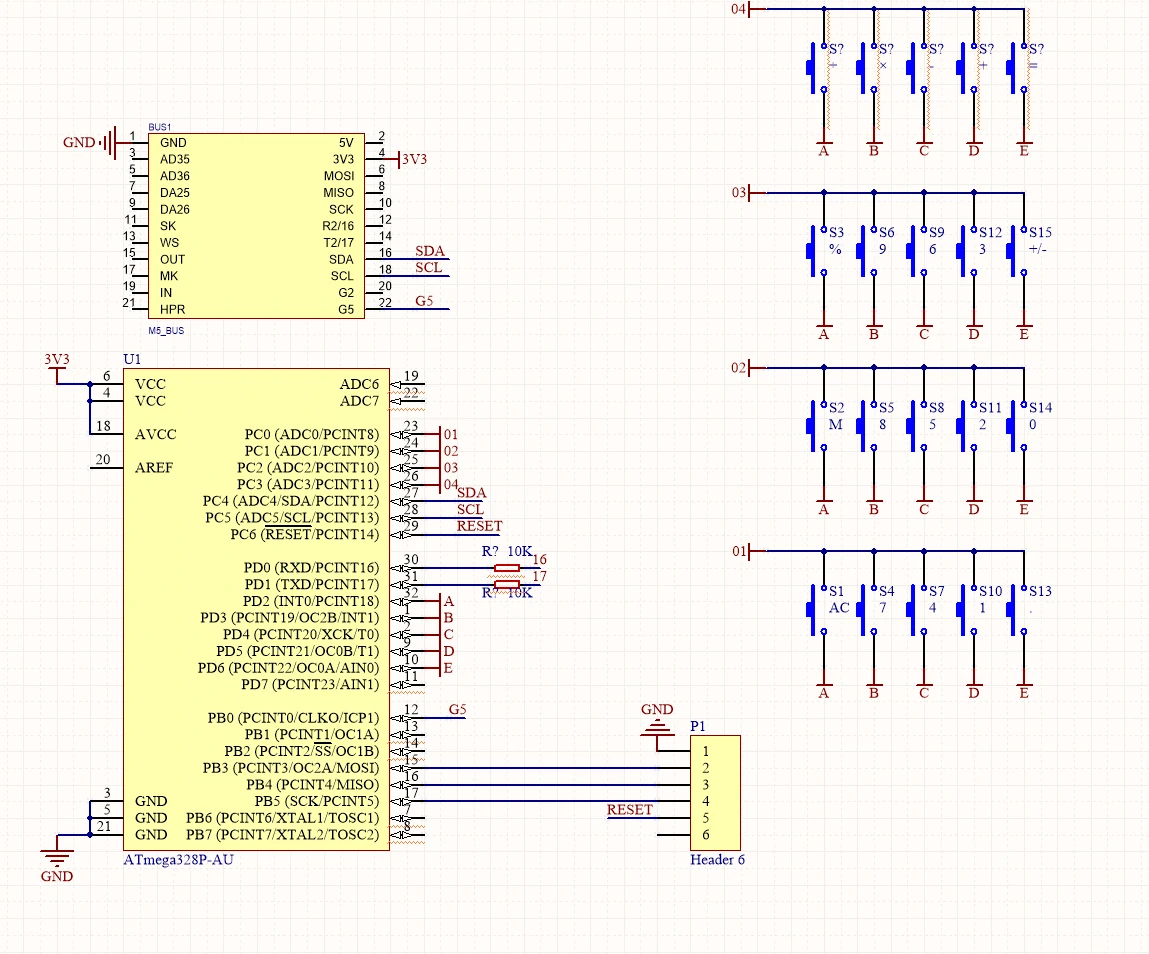 04
S? S? S? S? S?
÷ × - + =
A B C D E
BUS1
GND 1 GND 5V 2
3 AD35 3V3 4 3V3
5 AD36 MOSI 6
7 DA25 MISO 8
9 DA26 SCK 10
11 SK R2/16 12
13 WS T2/17 14
15 OUT SDA 16 SDA
17 MK SCL 18 SCL
19 IN G2 20
21 HPR G5 22 G5
M5_BUS
03
S3 S6 S9 S12 S15
% 9 6 3 +/-
A B C D E
02
S2 S5 S8 S11 S14
M 8 5 2 0
A B C D E
01
S1 S4 S7 S10 S13
AC 7 4 1 .
A B C D E
3V3
U1
6 VCC ADC6 19
4 VCC ADC7 22
18 AVCC PC0 (ADC0/PCINT8) 23 01
PC1 (ADC1/PCINT9) 24 02
20 AREF PC2 (ADC2/PCINT10) 25 03
PC3 (ADC3/PCINT11) 26 04
PC4 (ADC4/SDA/PCINT12) 27 SDA
PC5 (ADC5/SCL/PCINT13) 28 SCL
PC6 (RESET/PCINT14) 29 RESET
R? 10K
PD0 (RXD/PCINT16) 30 16
PD1 (TXD/PCINT17) 31 17
R? 10K
PD2 (INT0/PCINT18) 32 A
PD3 (PCINT19/OC2B/INT1) 1 B
PD4 (PCINT20/XCK/T0) 2 C
PD5 (PCINT21/OC0B/T1) 9 D
PD6 (PCINT22/OC0A/AIN0) 10 E
PD7 (PCINT23/AIN1) 11
PB0 (PCINT0/CLKO/ICP1) 12 G5
PB1 (PCINT1/OC1A) 13
PB2 (PCINT2/SS/OC1B) 14
PB3 (PCINT3/OC2A/MOSI) 15
PB4 (PCINT4/MISO) 16
3 GND PB5 (SCK/PCINT5) 17
5 GND PB6 (PCINT6/XTAL1/TOSC1) 7
21 GND PB7 (PCINT7/XTAL2/TOSC2) 8
GND
ATmega328P-AU
GND
P1
1
2
3
4
RESET 5
6
Header 6